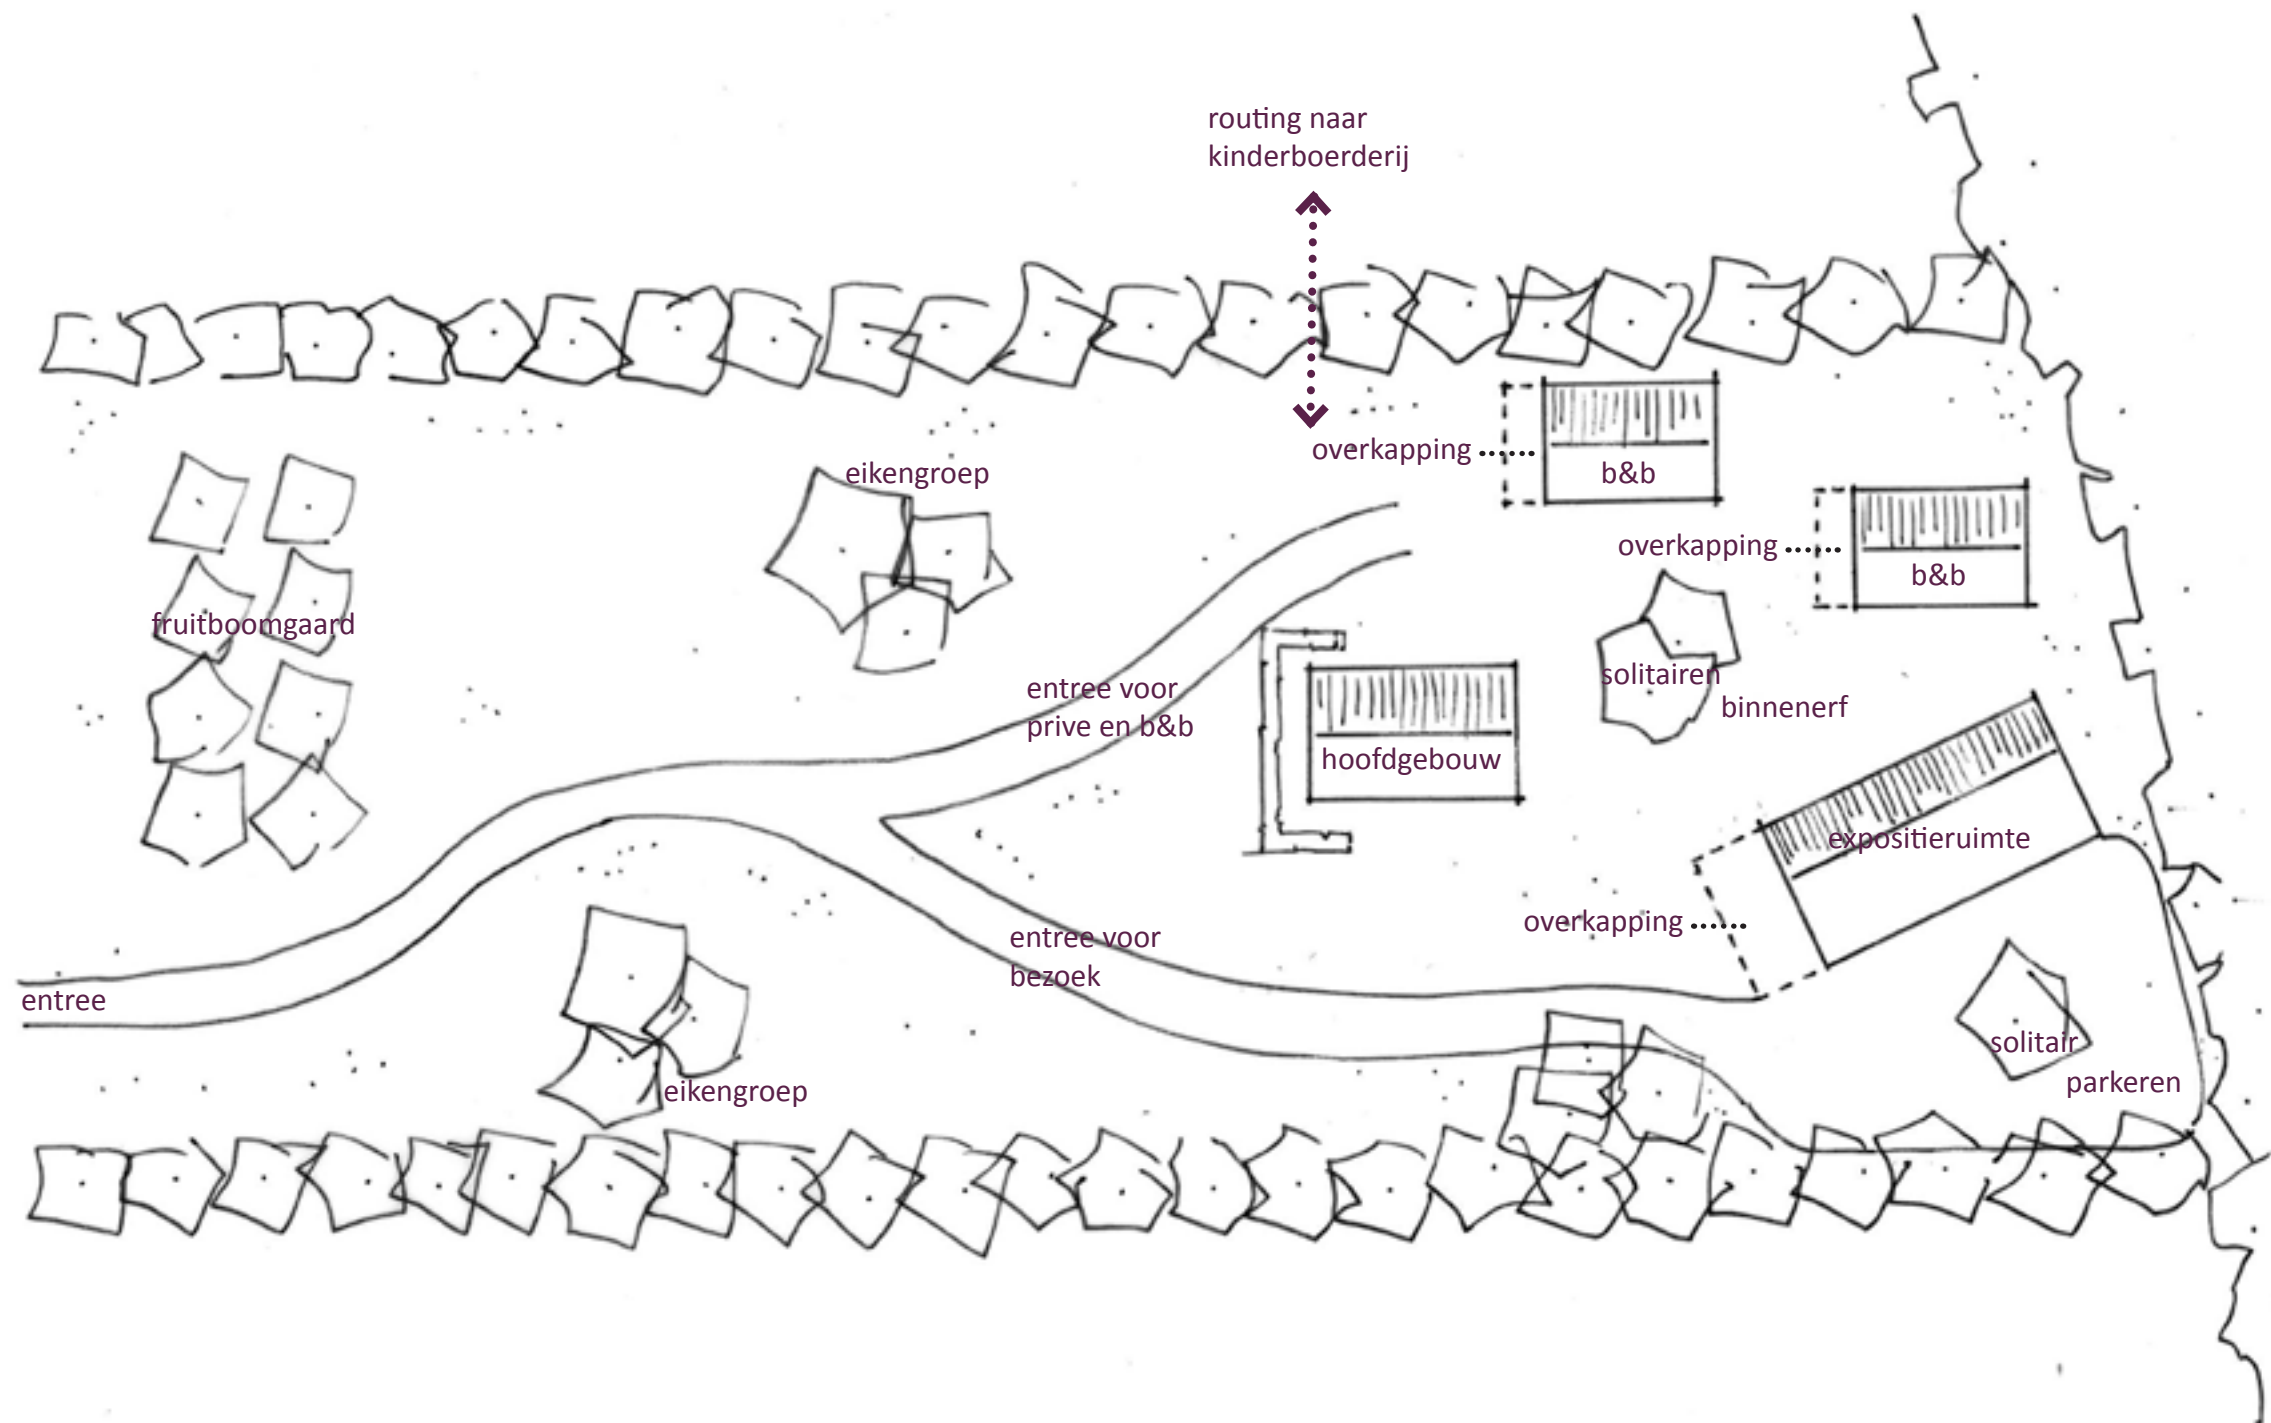 routing naar
kinderboerderij
overkapping
b&b
eikengroep
overkapping
b&b
fruitboomgaard
solitairen
binnenerf
entree voor
prive en b&b
hoofdgebouw
expositieruimte
overkapping
entree voor
bezoek
entree
solitair
parkeren
eikengroep